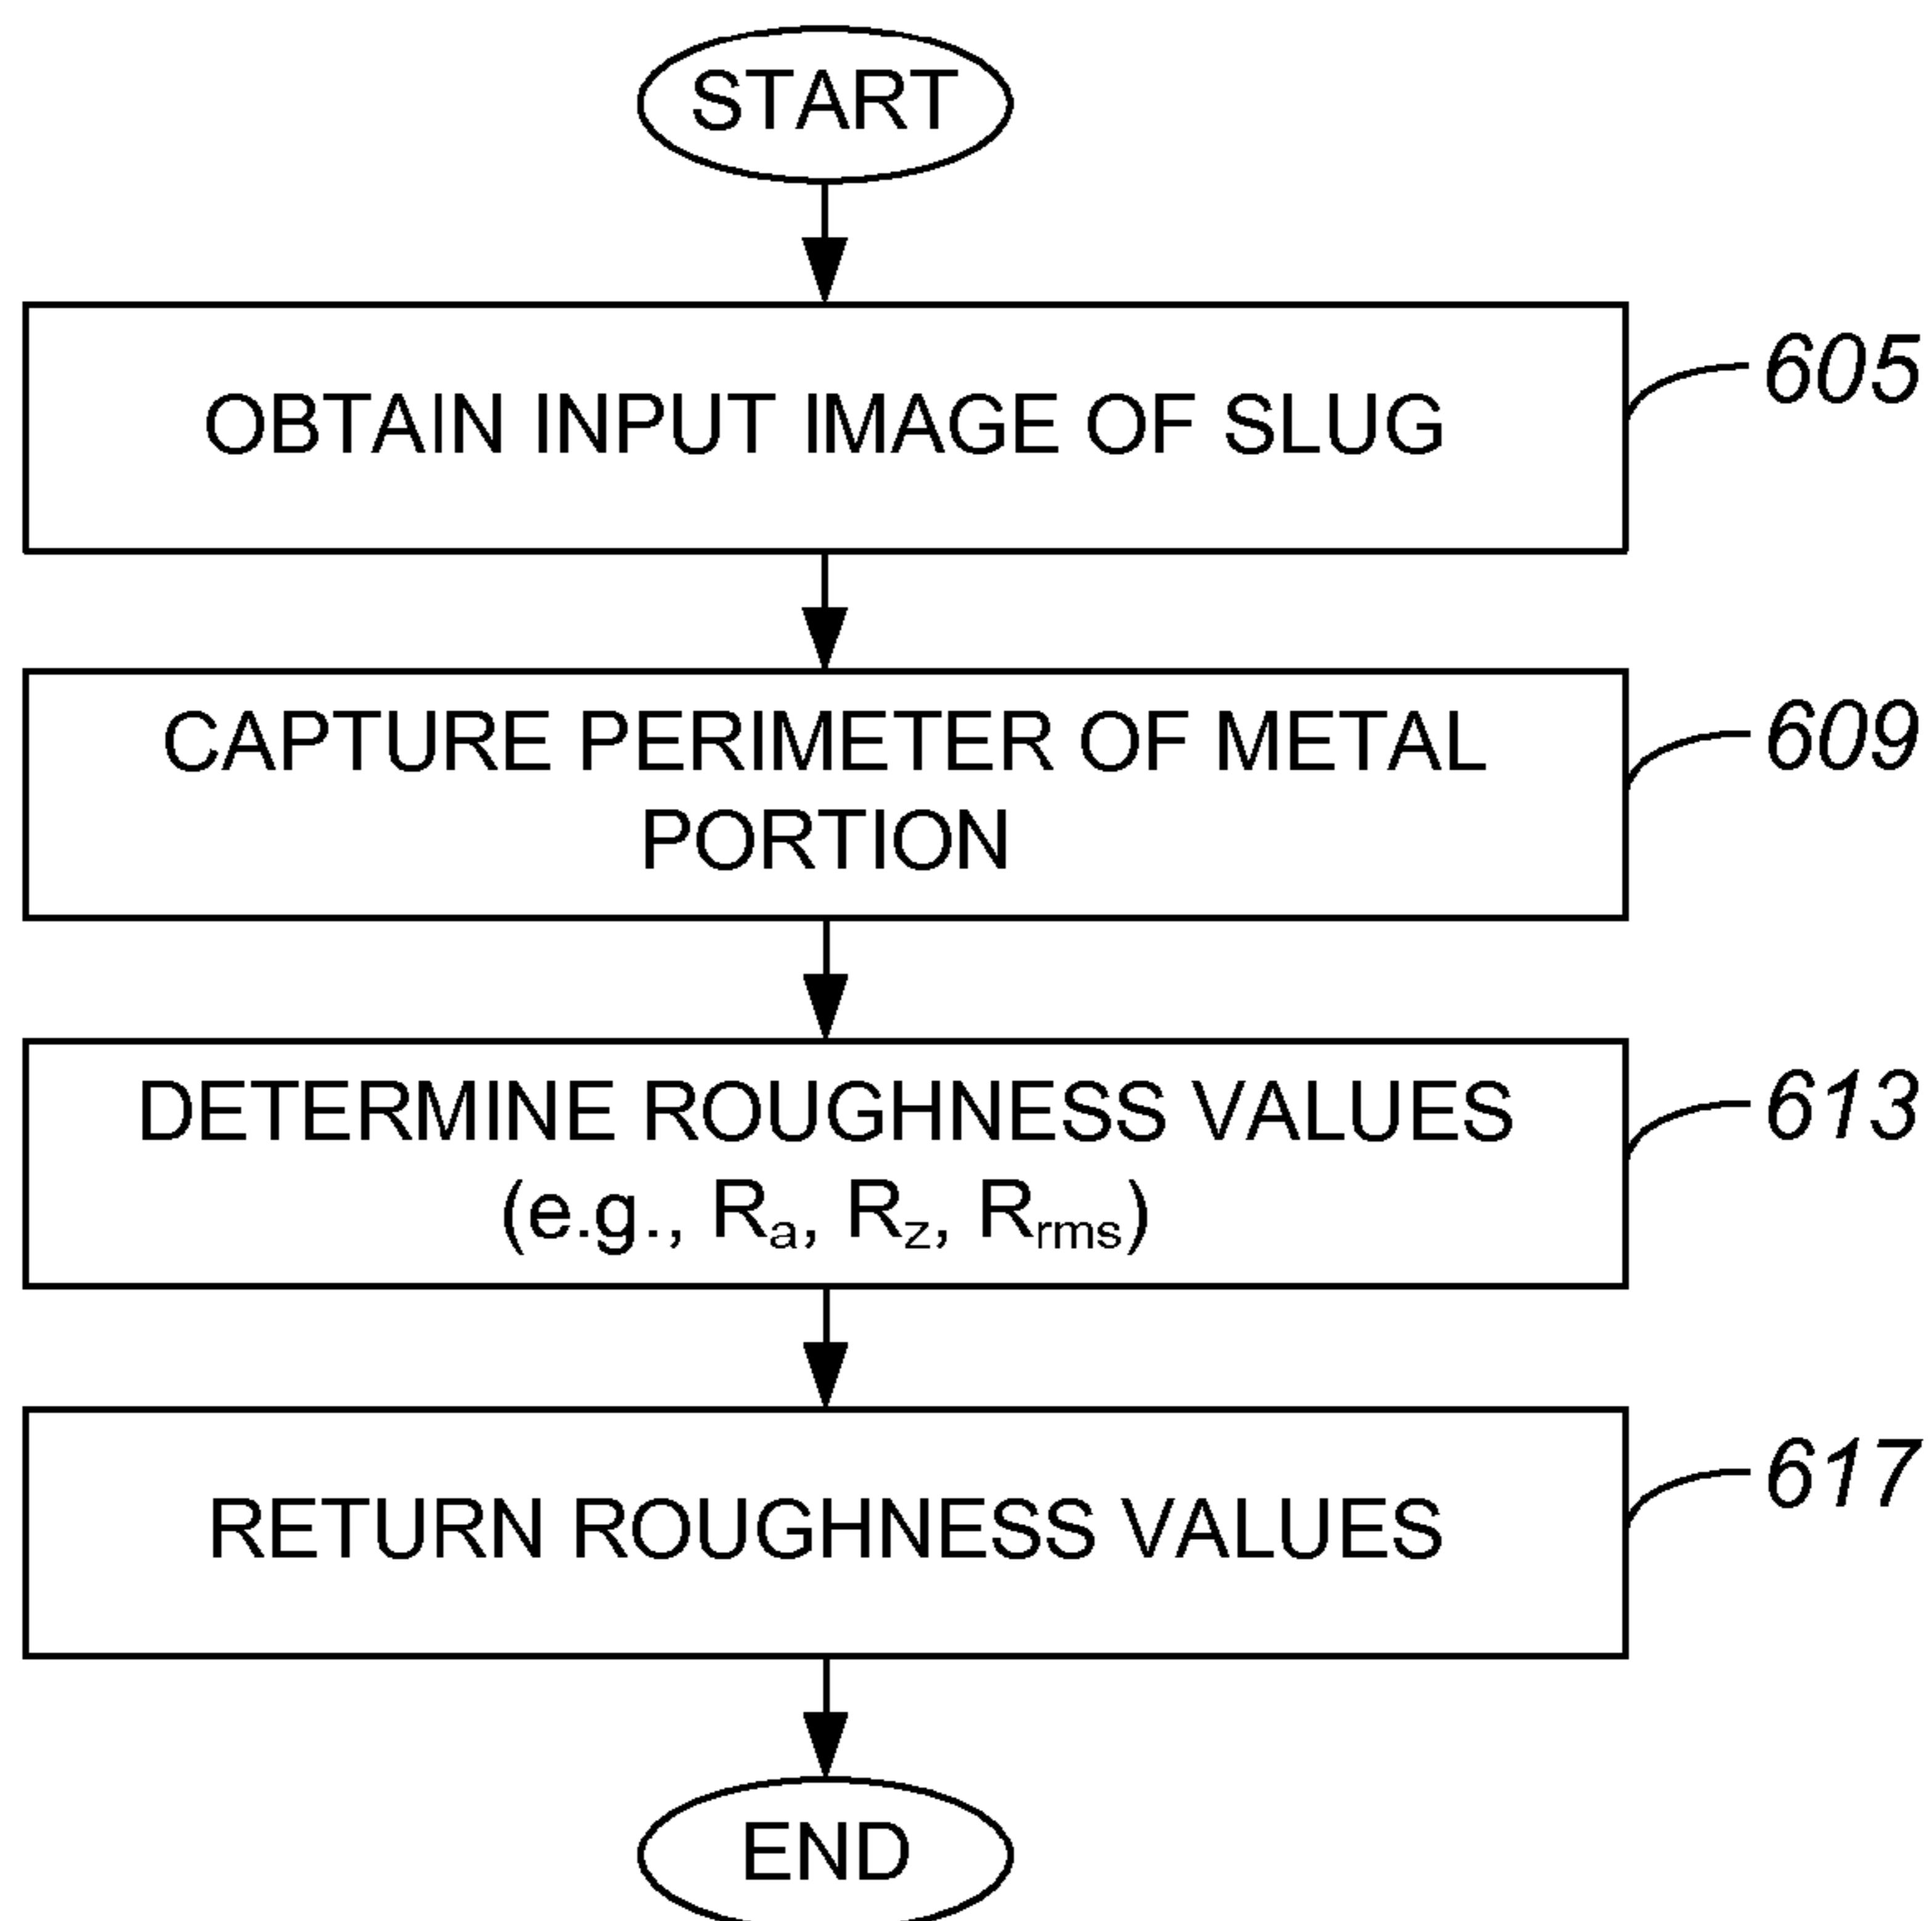 START
OBTAIN INPUT IMAGE OF SLUG
605
CAPTURE PERIMETER OF METAL
PORTION
609
DETERMINE ROUGHNESS VALUES
(e.g., Ra, Rz, Rrms)
613
RETURN ROUGHNESS VALUES
617
END